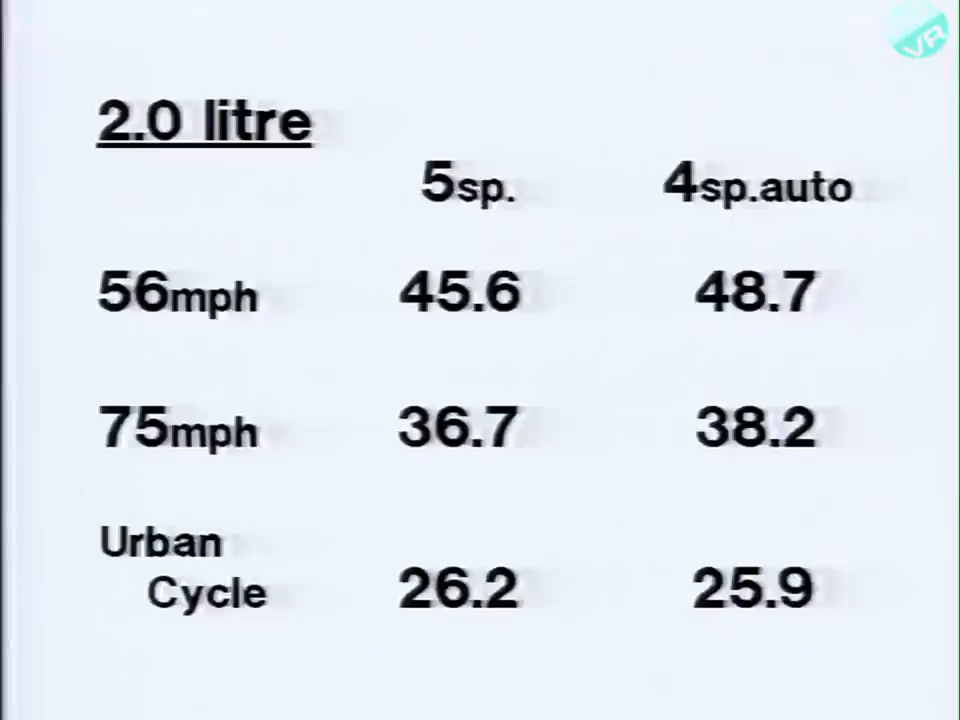 VR
2.0 litre
5sp. 4sp.auto
56mph 45.6 48.7
75mph 36.7 38.2
Urban
Cycle 26.2 25.9